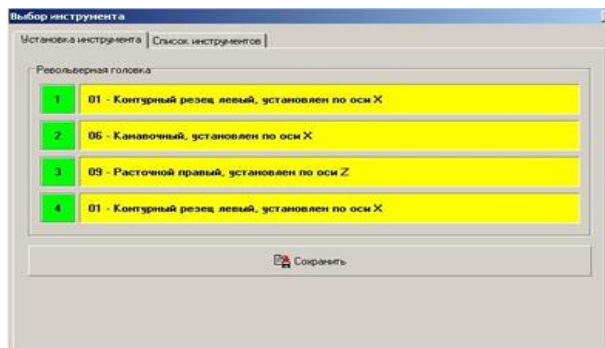 Выбор инструмента
Установка инструмента Список инструментов
Револьверная головка
1 01 - Контурный резец левый, установлен по оси X
2 06 - Канавочный, установлен по оси X
3 09 - Расточной правый, установлен по оси Z
4 01 - Контурный резец левый, установлен по оси X
Сохранить